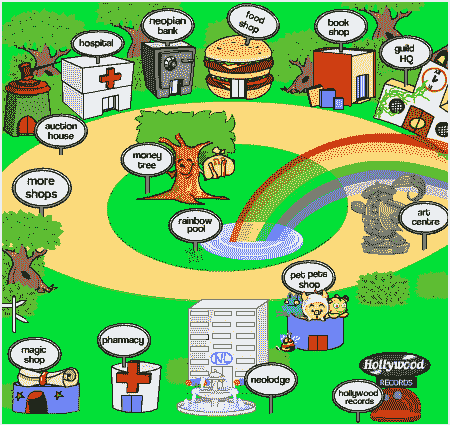 neopian
bank
food
shop
book
shop
hospital
guild
HQ
auction
house
money
tree
more
shops
rainbow
pool
art
centre
pet pets
shop
magic
shop
pharmacy
NL
neolodge
Hollywood
RECORDS
hollywood
records